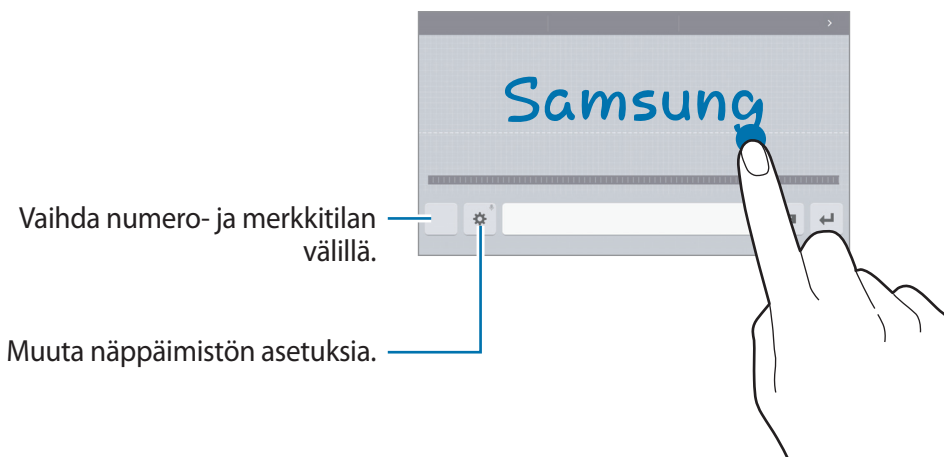 Samsung
Vaihda numero- ja merkkitilan
välillä.
Muuta näppäimistön asetuksia.